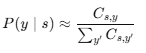 P(y | s) ≈ C_{s,y} / ∑_{y'} C_{s,y'}